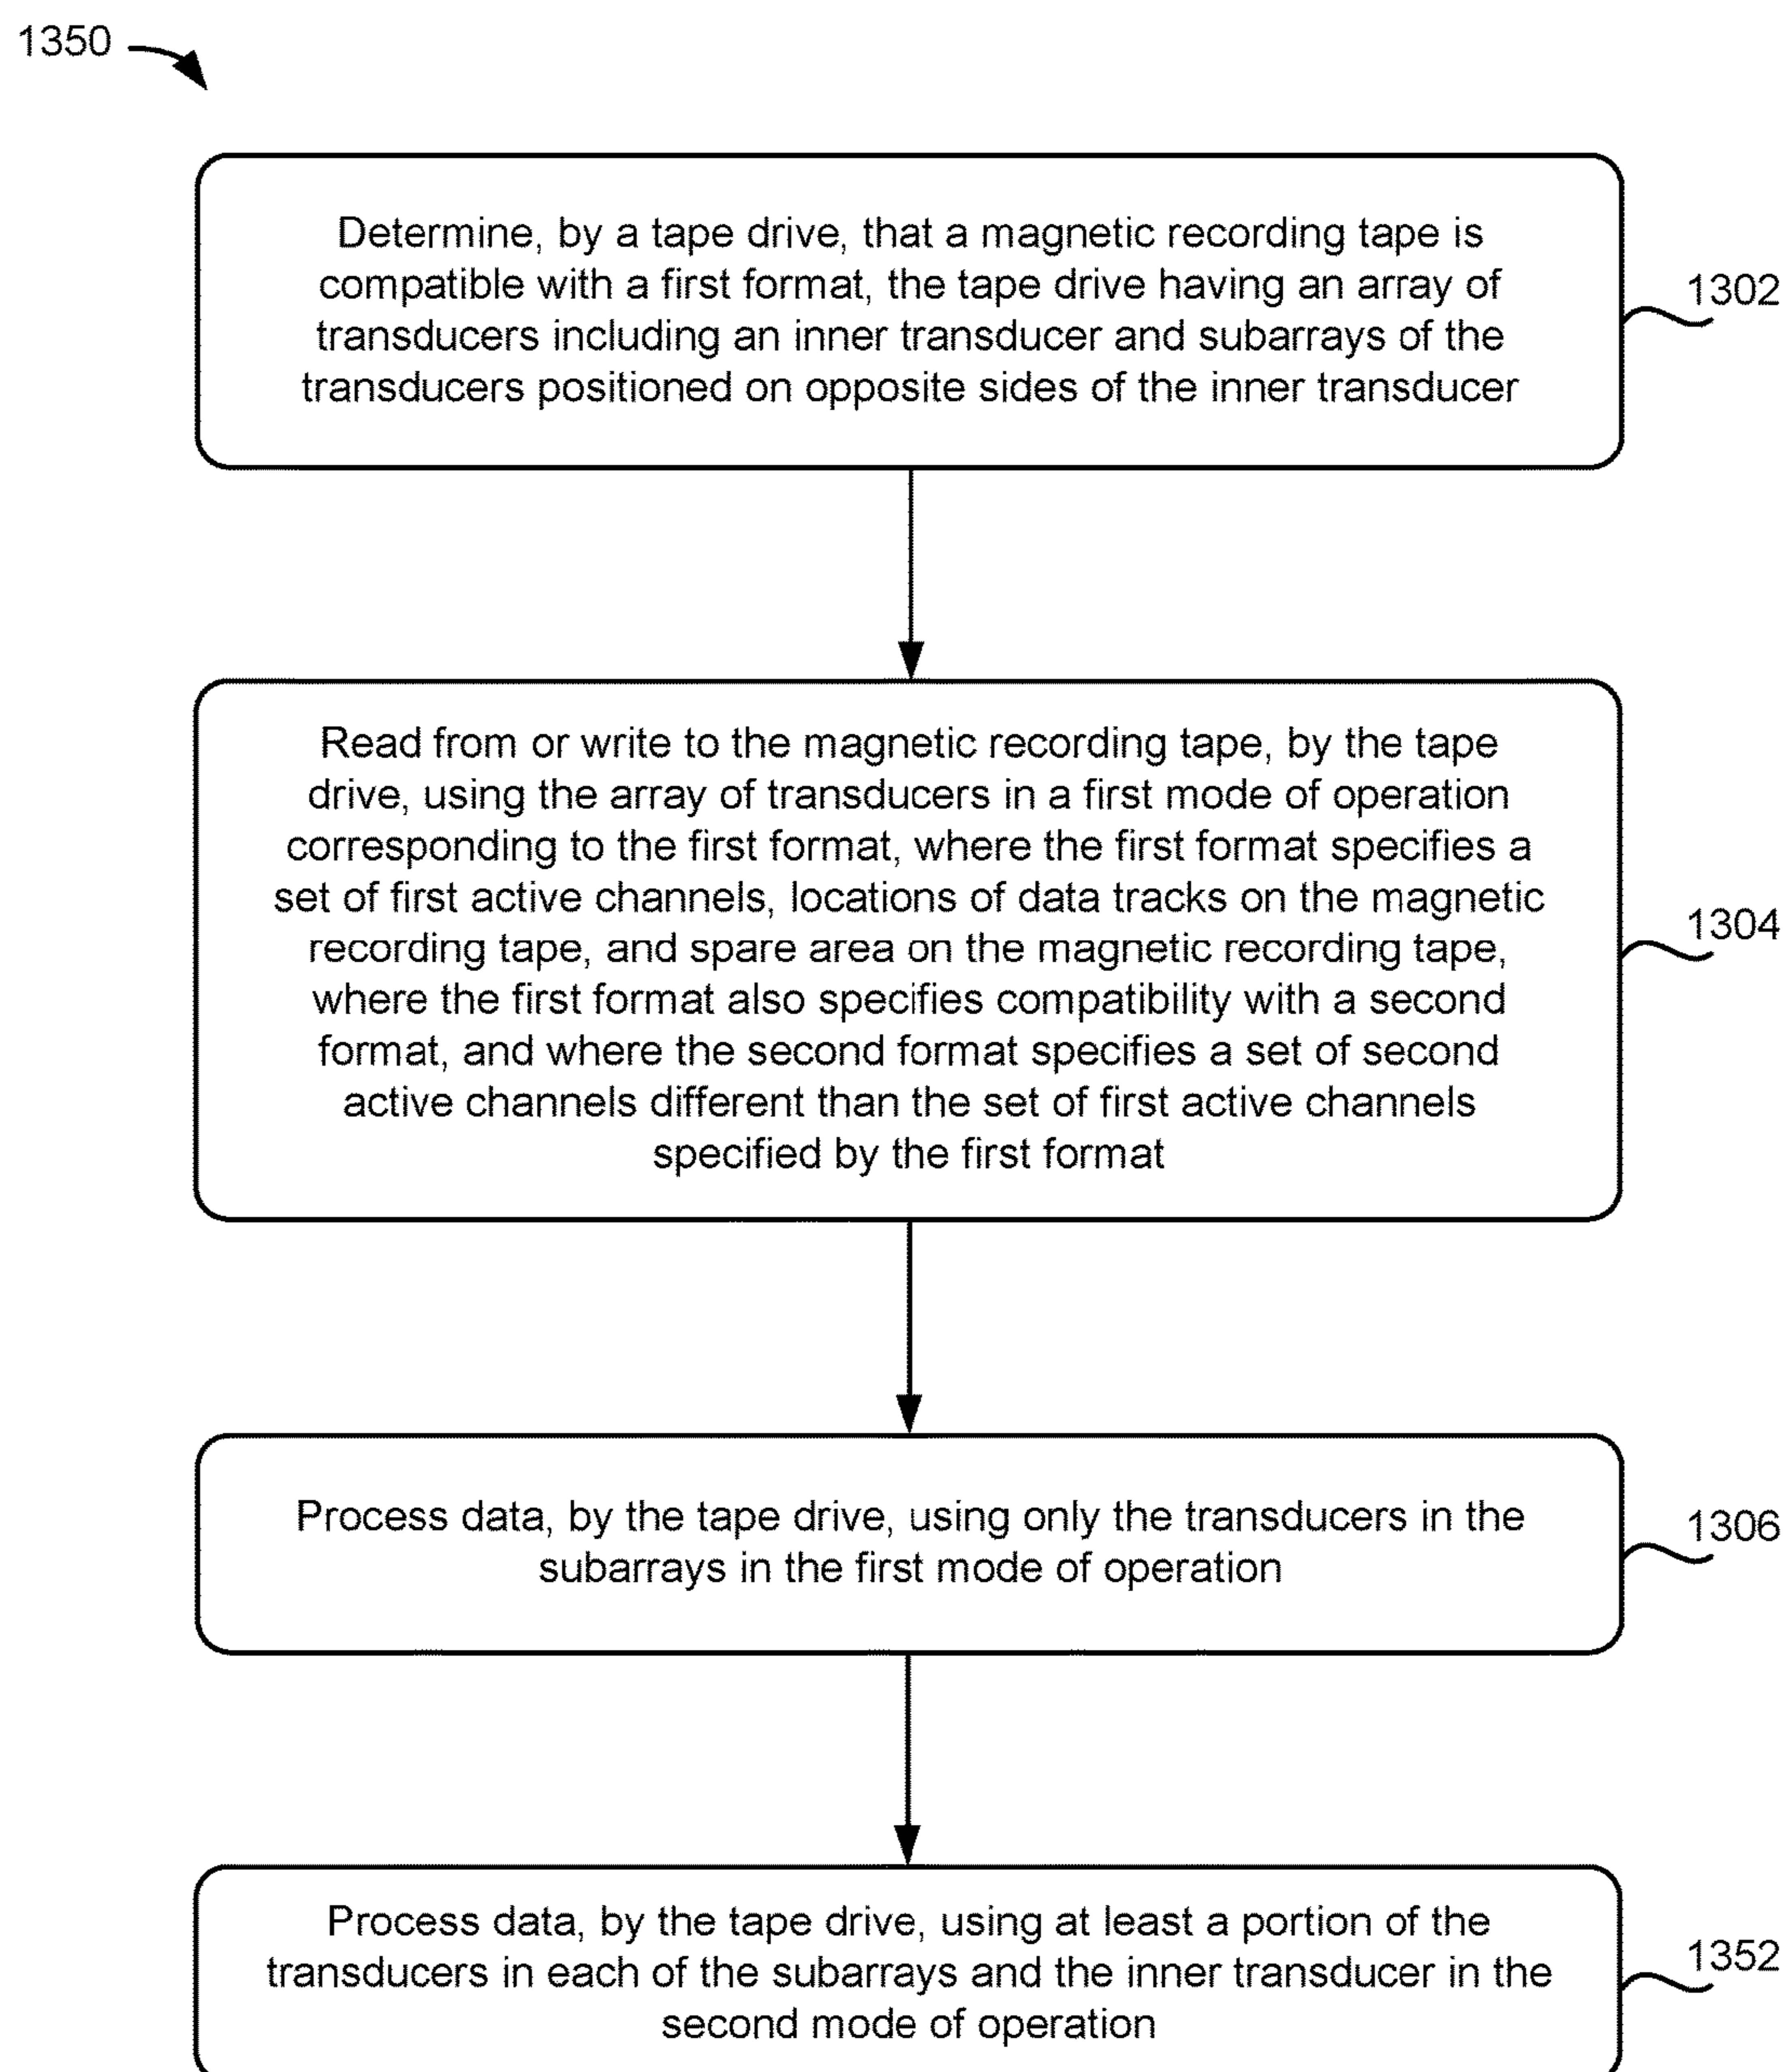 1350
Determine, by a tape drive, that a magnetic recording tape is
compatible with a first format, the tape drive having an array of
transducers including an inner transducer and subarrays of the
transducers positioned on opposite sides of the inner transducer
1302
Read from or write to the magnetic recording tape, by the tape
drive, using the array of transducers in a first mode of operation
corresponding to the first format, where the first format specifies a
set of first active channels, locations of data tracks on the magnetic
recording tape, and spare area on the magnetic recording tape,
where the first format also specifies compatibility with a second
format, and where the second format specifies a set of second
active channels different than the set of first active channels
specified by the first format
1304
Process data, by the tape drive, using only the transducers in the
subarrays in the first mode of operation
1306
Process data, by the tape drive, using at least a portion of the
transducers in each of the subarrays and the inner transducer in the
second mode of operation
1352